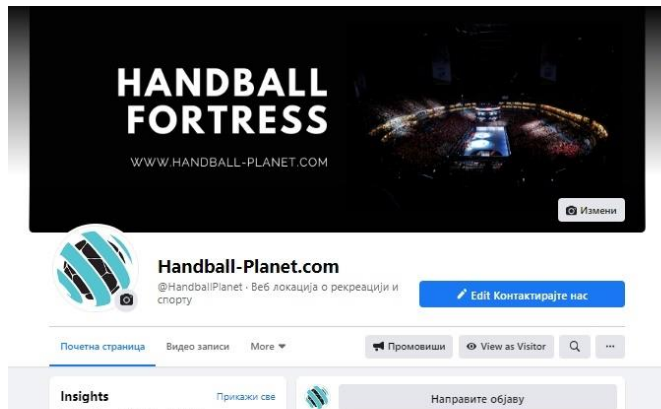 HANDBALL
FORTRESS
WWW.HANDBALL-PLANET.COM
Измени
Handball-Planet.com
@HandballPlanet · Веб локација о рекреацији и
спорту
Edit Контактирајте нас
Почетна страница Видео записи More
Промовиши View as Visitor
Insights Прикажи све
Направите објаву